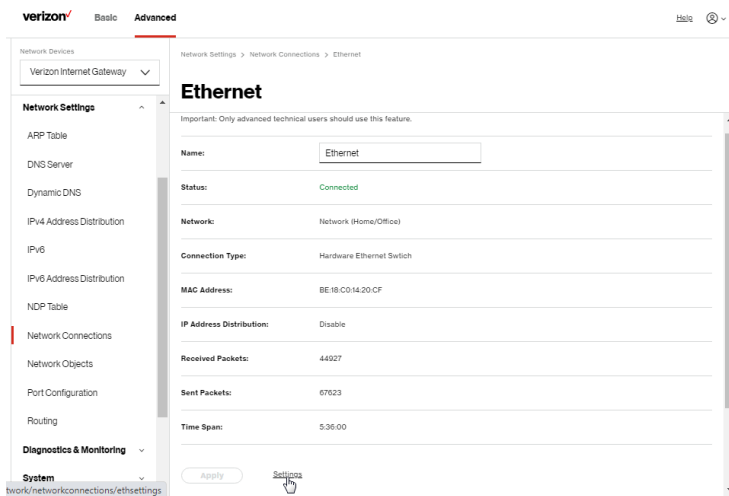 verizon✓ Basic Advanced Help
Network Devices
Verizon Internet Gateway
Network Settings
ARP Table
DNS Server
Dynamic DNS
IPv4 Address Distribution
IPv6
IPv6 Address Distribution
NDP Table
Network Connections
Network Objects
Port Configuration
Routing
Diagnostics & Monitoring
System
twork/networkconnections/ethsettings
Network Settings > Network Connections > Ethernet
Ethernet
Important: Only advanced technical users should use this feature.
Name: Ethernet
Status: Connected
Network: Network (Home/Office)
Connection Type: Hardware Ethernet Swtich
MAC Address: BE:18:C0:14:20:CF
IP Address Distribution: Disable
Received Packets: 44927
Sent Packets: 67623
Time Span: 5:36:00
Apply Settings